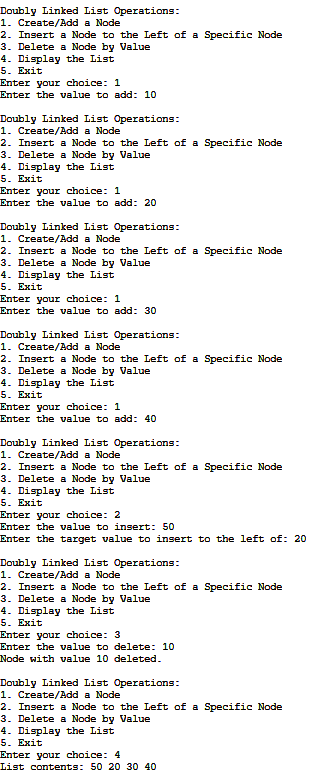 Doubly Linked List Operations:
1. Create/Add a Node
2. Insert a Node to the Left of a Specific Node
3. Delete a Node by Value
4. Display the List
5. Exit
Enter your choice: 1
Enter the value to add: 10
Doubly Linked List Operations:
1. Create/Add a Node
2. Insert a Node to the Left of a Specific Node
3. Delete a Node by Value
4. Display the List
5. Exit
Enter your choice: 1
Enter the value to add: 20
Doubly Linked List Operations:
1. Create/Add a Node
2. Insert a Node to the Left of a Specific Node
3. Delete a Node by Value
4. Display the List
5. Exit
Enter your choice: 1
Enter the value to add: 30
Doubly Linked List Operations:
1. Create/Add a Node
2. Insert a Node to the Left of a Specific Node
3. Delete a Node by Value
4. Display the List
5. Exit
Enter your choice: 1
Enter the value to add: 40
Doubly Linked List Operations:
1. Create/Add a Node
2. Insert a Node to the Left of a Specific Node
3. Delete a Node by Value
4. Display the List
5. Exit
Enter your choice: 2
Enter the value to insert: 50
Enter the target value to insert to the left of: 20
Doubly Linked List Operations:
1. Create/Add a Node
2. Insert a Node to the Left of a Specific Node
3. Delete a Node by Value
4. Display the List
5. Exit
Enter your choice: 3
Enter the value to delete: 10
Node with value 10 deleted.
Doubly Linked List Operations:
1. Create/Add a Node
2. Insert a Node to the Left of a Specific Node
3. Delete a Node by Value
4. Display the List
5. Exit
Enter your choice: 4
List contents: 50 20 30 40